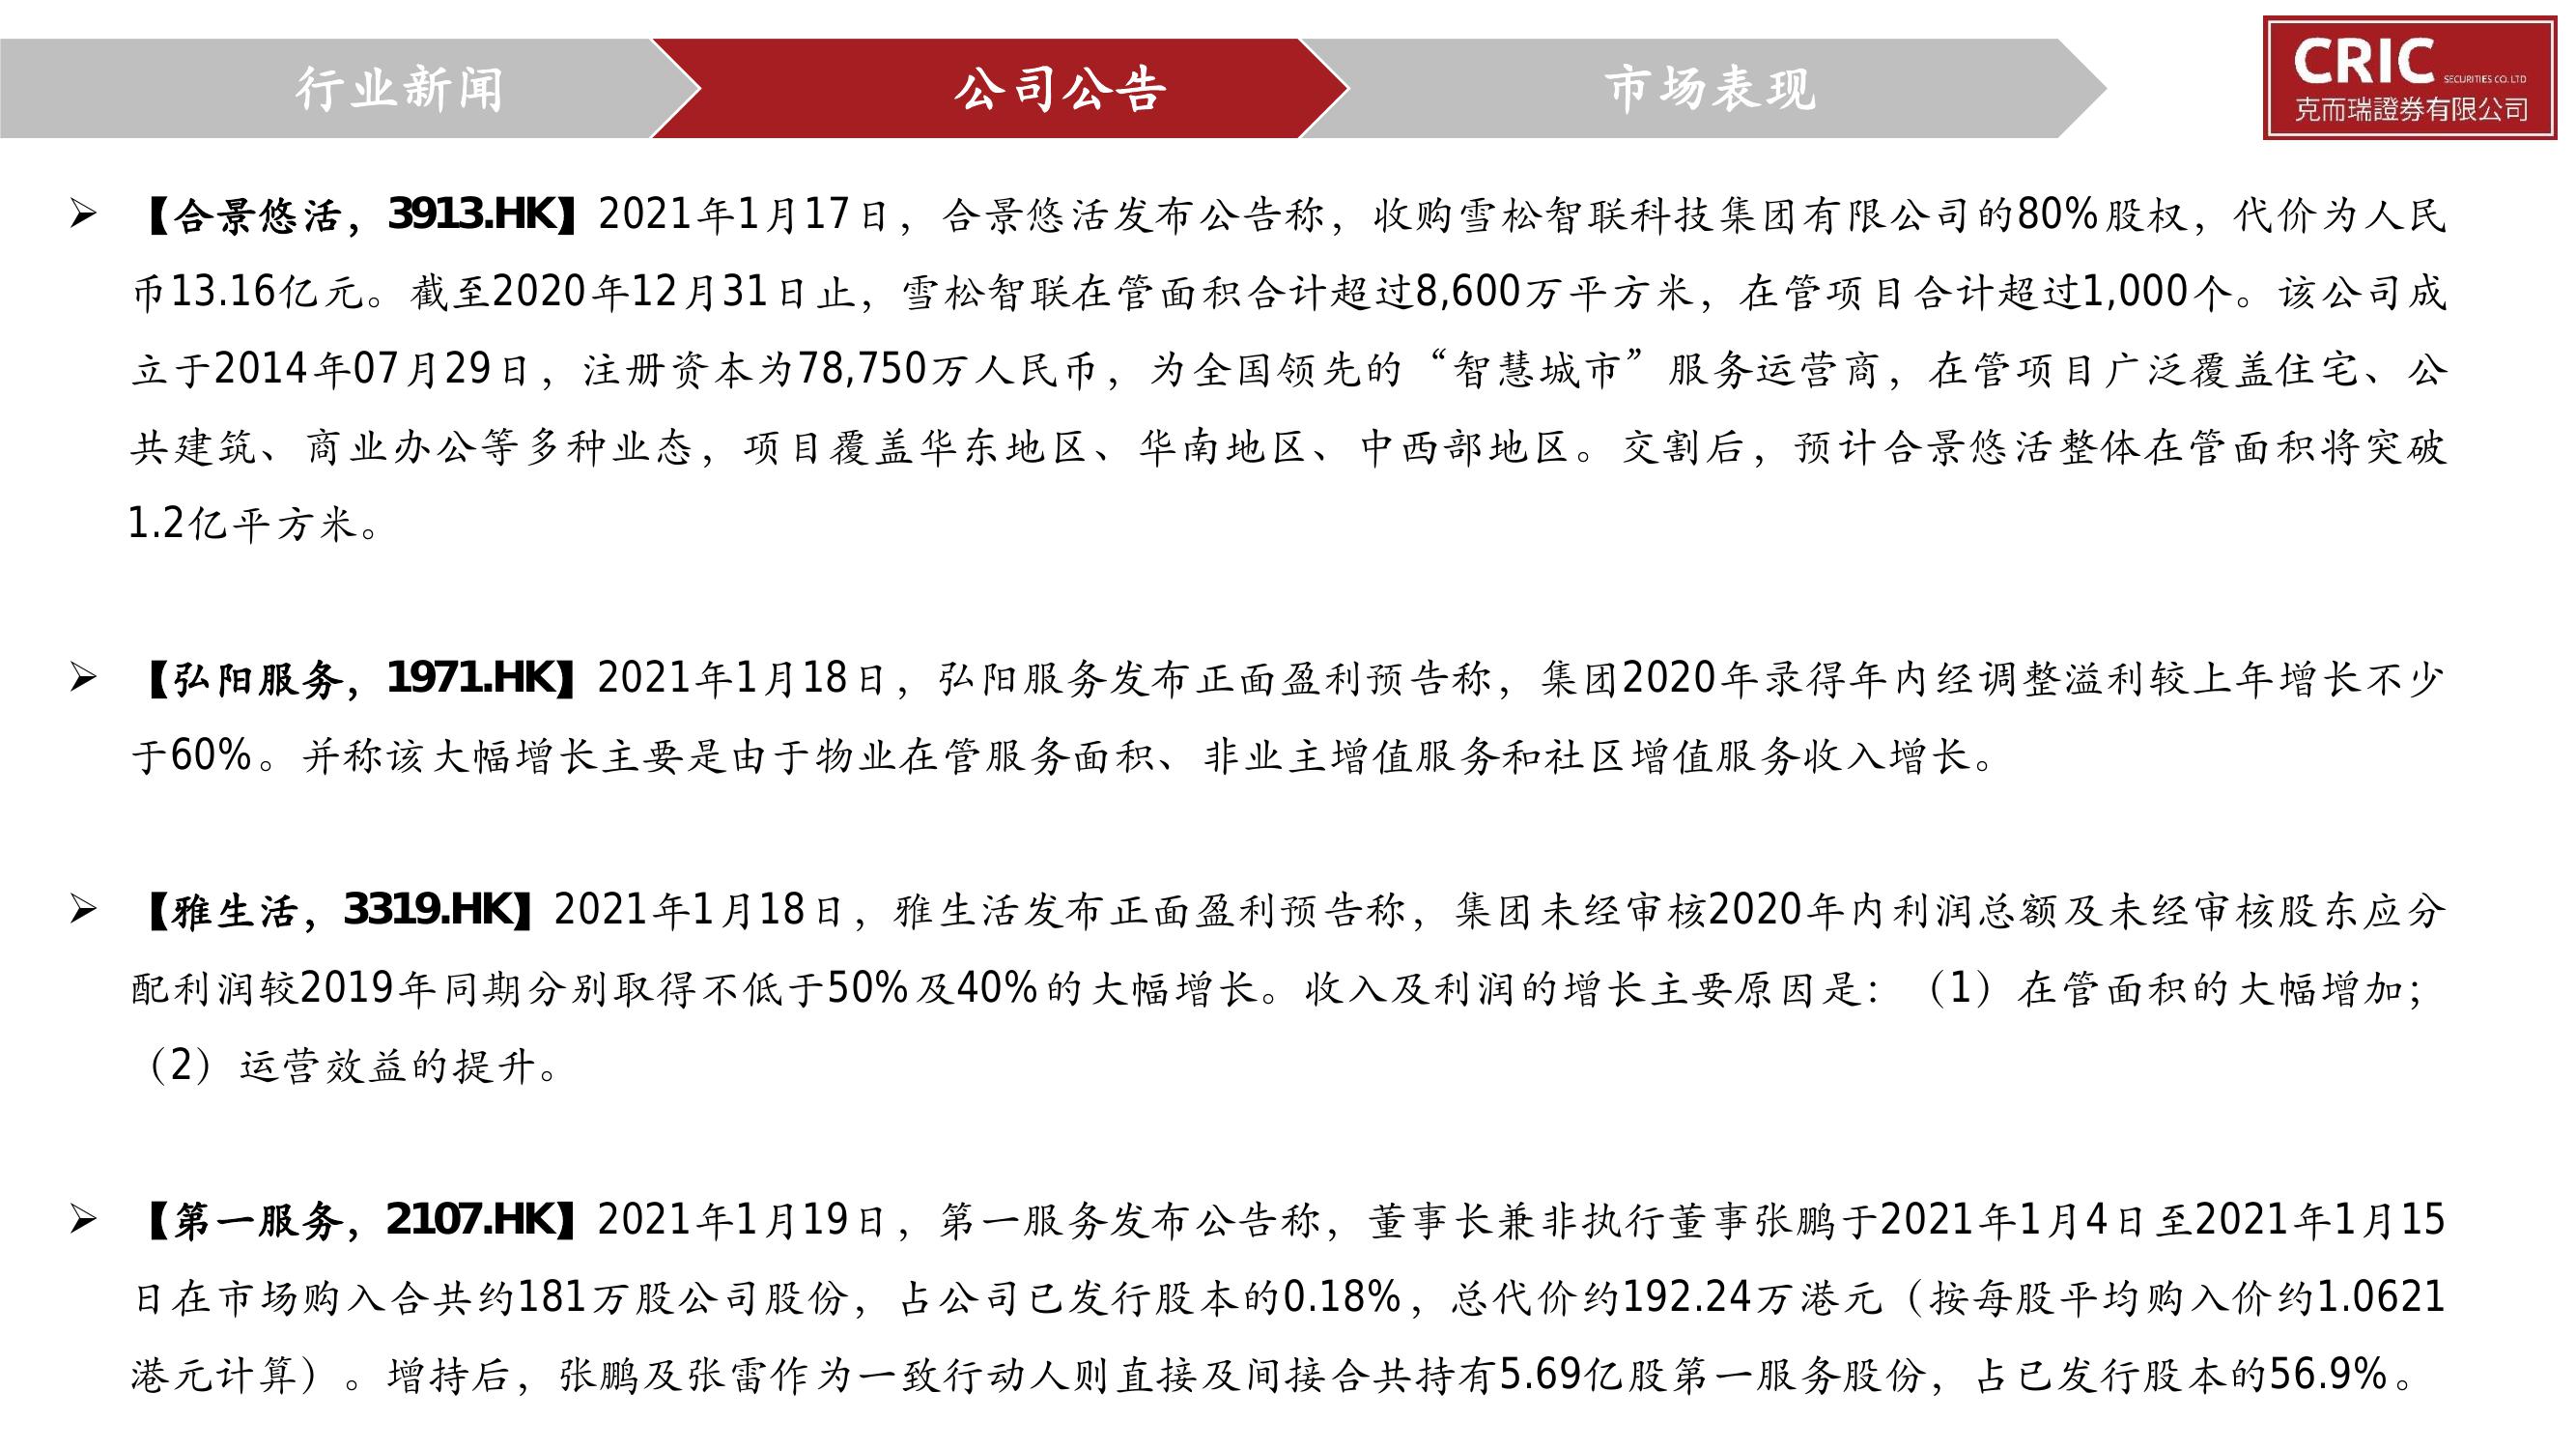 行业新闻
公司公告
市场表现
CRIC SECURITIES CO. LTD
克而瑞證券有限公司
➢ 【合景悠活，3913.HK】2021年1月17日，合景悠活发布公告称，收购雪松智联科技集团有限公司的80%股权，代价为人民
币13.16亿元。截至2020年12月31日止，雪松智联在管面积合计超过8,600万平方米，在管项目合计超过1,000个。该公司成
立于2014年07月29日，注册资本为78,750万人民币，为全国领先的“智慧城市”服务运营商，在管项目广泛覆盖住宅、公
共建筑、商业办公等多种业态，项目覆盖华东地区、华南地区、中西部地区。交割后，预计合景悠活整体在管面积将突破
1.2亿平方米。
➢ 【弘阳服务，1971.HK】2021年1月18日，弘阳服务发布正面盈利预告称，集团2020年录得年内经调整溢利较上年增长不少
于60%。并称该大幅增长主要是由于物业在管服务面积、非业主增值服务和社区增值服务收入增长。
➢ 【雅生活，3319.HK】2021年1月18日，雅生活发布正面盈利预告称，集团未经审核2020年内利润总额及未经审核股东应分
配利润较2019年同期分别取得不低于50%及40%的大幅增长。收入及利润的增长主要原因是：（1）在管面积的大幅增加；
（2）运营效益的提升。
➢ 【第一服务，2107.HK】2021年1月19日，第一服务发布公告称，董事长兼非执行董事张鹏于2021年1月4日至2021年1月15
日在市场购入合共约181万股公司股份，占公司已发行股本的0.18%，总代价约192.24万港元（按每股平均购入价约1.0621
港元计算）。增持后，张鹏及张雷作为一致行动人则直接及间接合共持有5.69亿股第一服务股份，占已发行股本的56.9%。